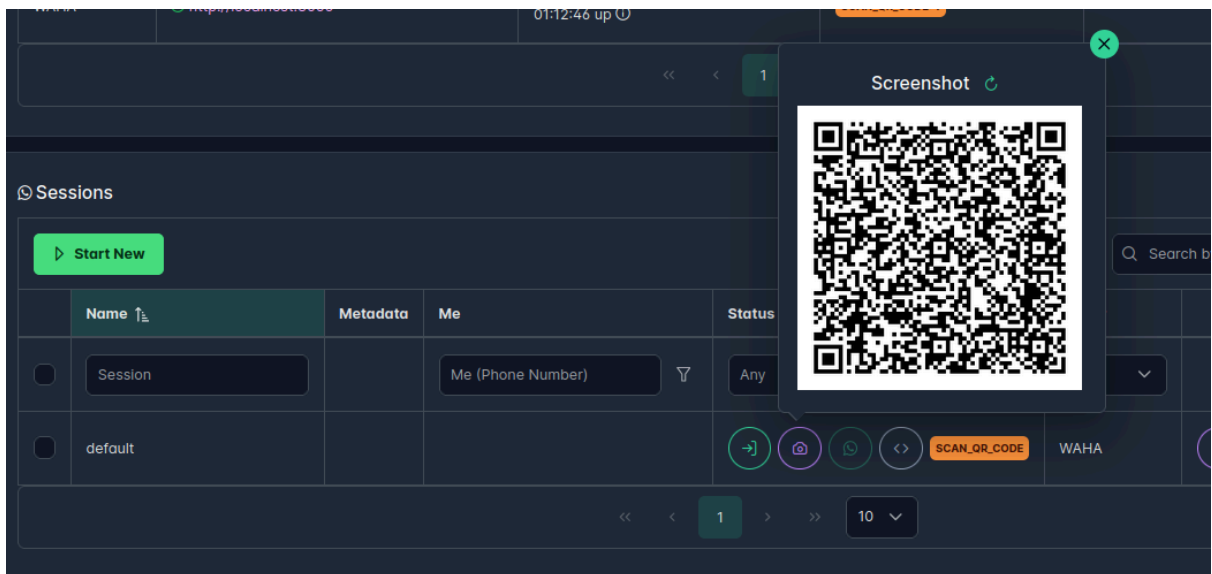 01:12:46 up
1
Screenshot
Sessions
Start New
Search b
Name
Metadata
Me
Status
Session
Me (Phone Number)
Any
default
SCAN_QR_CODE
WAHA
1
10